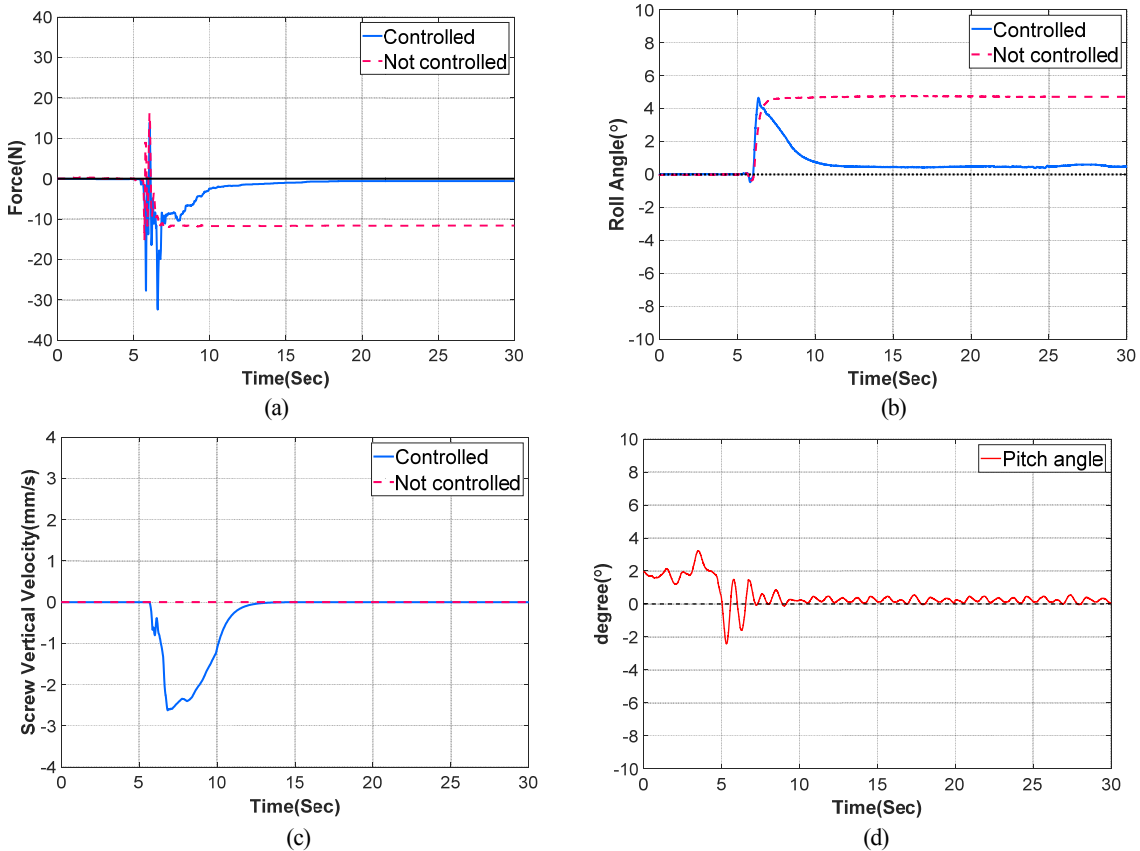 Force(N)
40
30
20
10
0
-10
-20
-30
-40
Controlled
Not controlled
0 5 10 15 20 25 30
Time(Sec)
(a)
Roll Angle(°)
10
8
6
4
2
0
-2
-4
-6
-8
-10
Controlled
Not controlled
0 5 10 15 20 25 30
Time(Sec)
(b)
Screw Vertical Velocity(mm/s)
4
3
2
1
0
-1
-2
-3
-4
Controlled
Not controlled
0 5 10 15 20 25 30
Time(Sec)
(c)
degree(°)
10
8
6
4
2
0
-2
-4
-6
-8
-10
Pitch angle
0 5 10 15 20 25 30
Time(Sec)
(d)